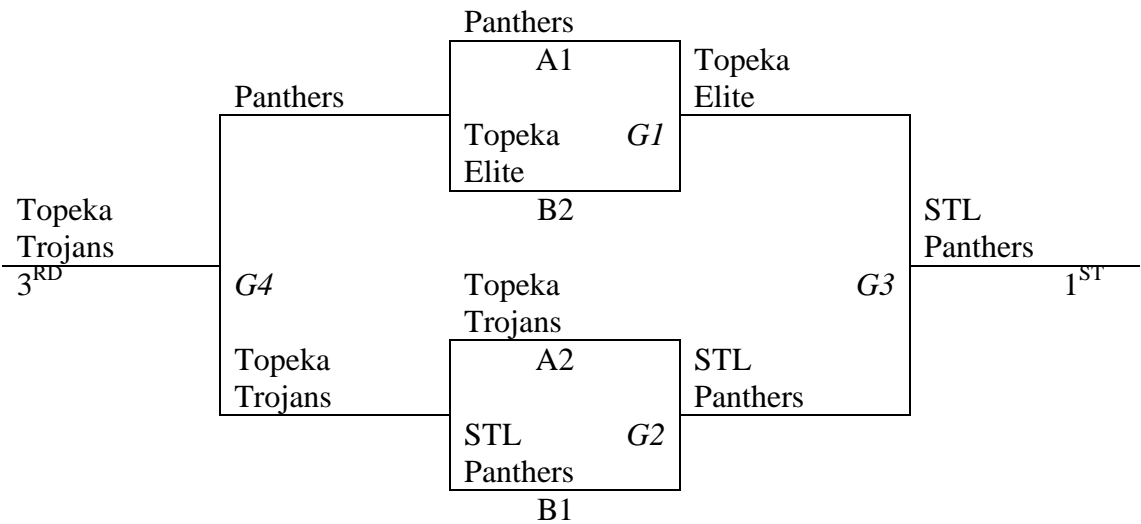 Panthers
A1
Topeka
Elite
Panthers
Topeka
Elite
G1
B2
Topeka
Trojans
3RD
STL
Panthers
1ST
G4
Topeka
Trojans
G3
A2
Topeka
Trojans
STL
Panthers
STL
Panthers
G2
B1